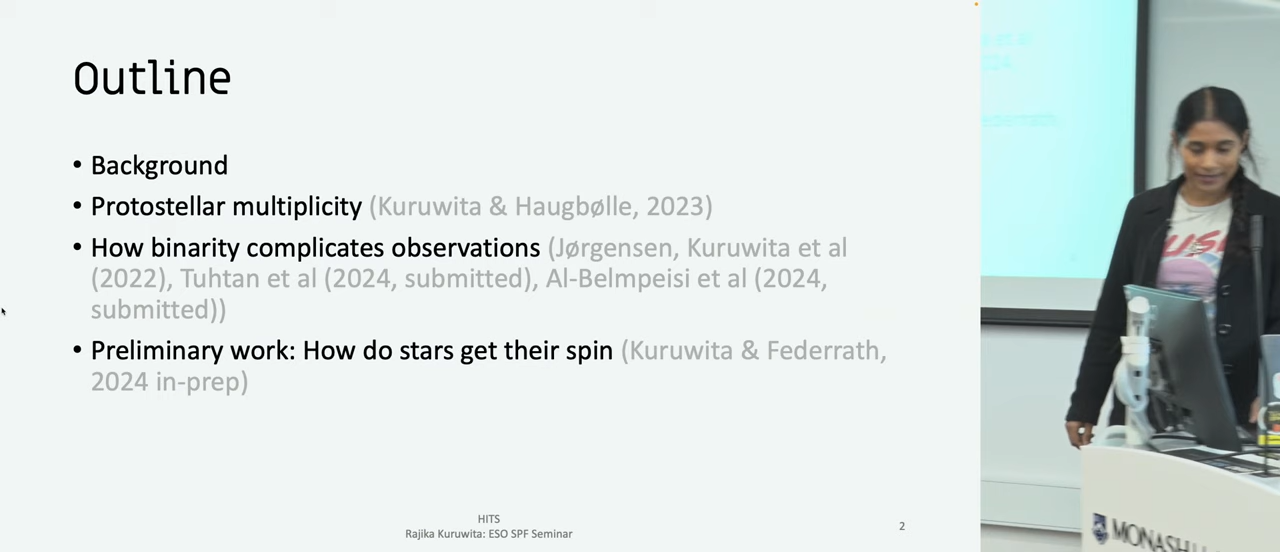 Outline
• Background
• Protostellar multiplicity (Kuruwita & Haugbølle, 2023)
• How binarity complicates observations (Jørgensen, Kuruwita et al
(2022), Tuhtan et al (2024, submitted), Al-Belmpeisi et al (2024,
submitted))
• Preliminary work: How do stars get their spin (Kuruwita & Federrath,
2024 in-prep)
HITS
Rajika Kuruwita: ESO SPF Seminar
2
MONASH